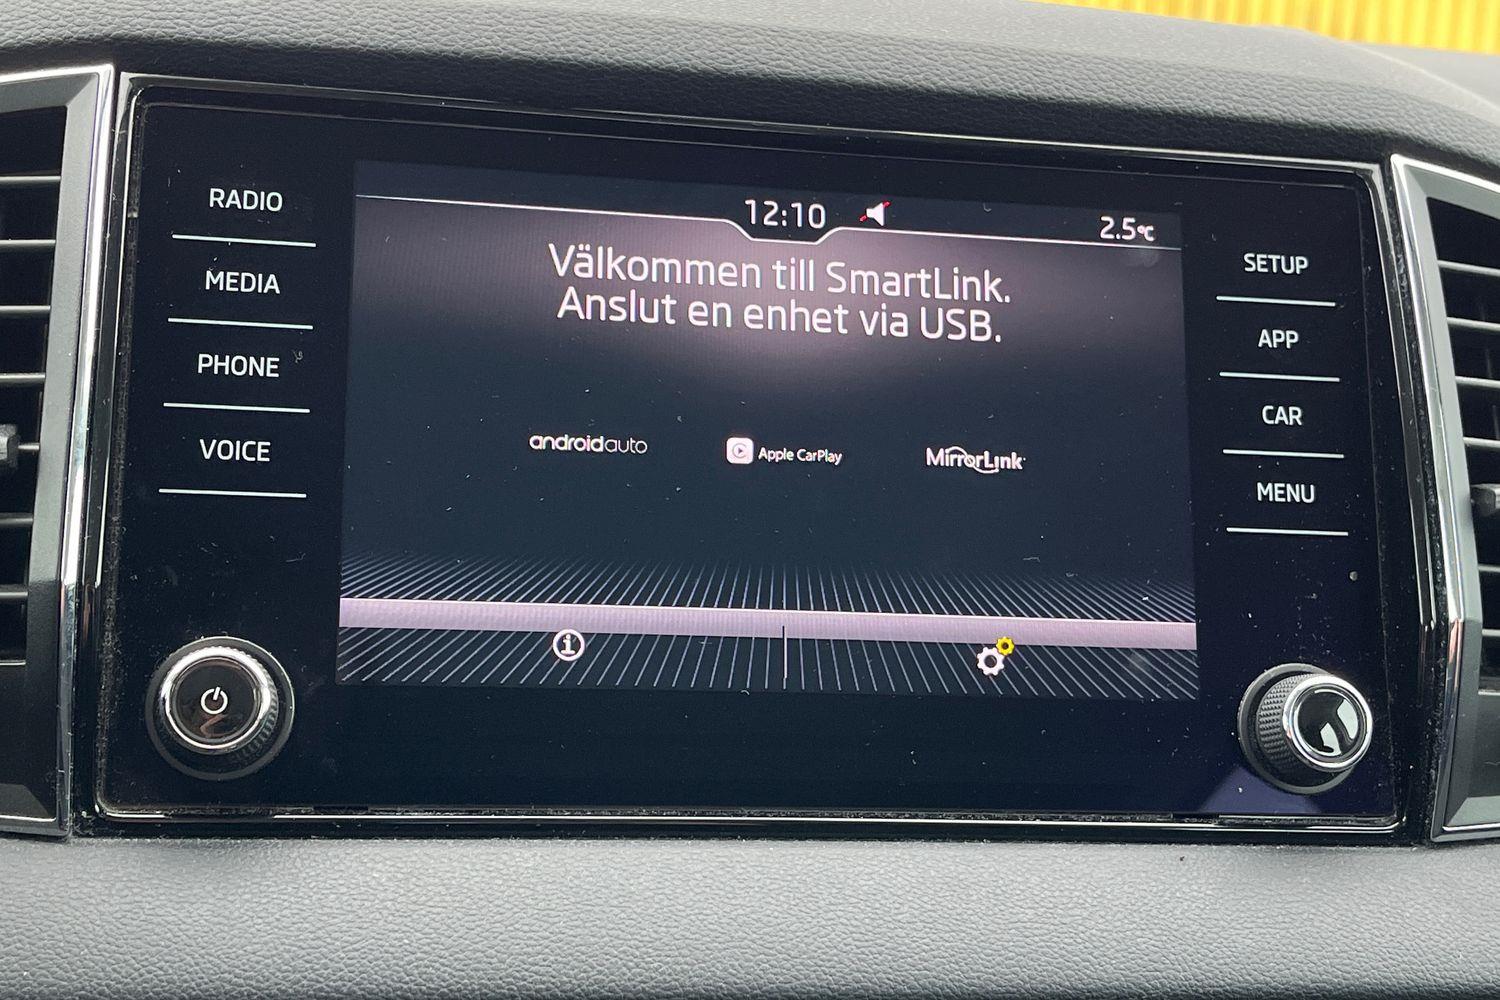 RADIO
MEDIA
PHONE
VOICE
12:10
2.5°C
Välkommen till SmartLink.
Anslut en enhet via USB.
androidauto
Apple CarPlay
MirrorLink
SETUP
APP
CAR
MENU